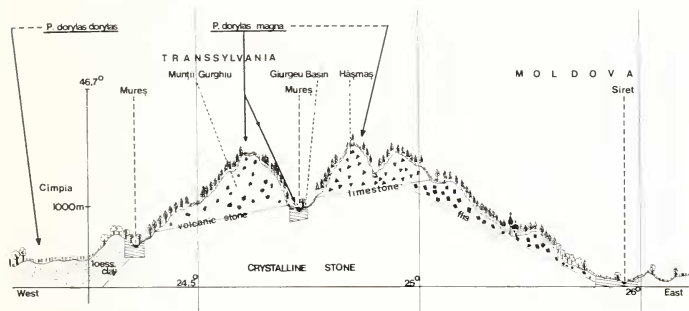 P. dorylas dorylas
P. dorylas magna
TRANSSYLVANIA
MOLDOVA
46,7°
Mureș
Munții Gurghiu
Giurgeu Basin
Mureș
Hășmaș
Siret
Cimpia
1000m
volcanic stone
limestone
loess
clay
24.5°
CRYSTALLINE STONE
25°
26°
West
East